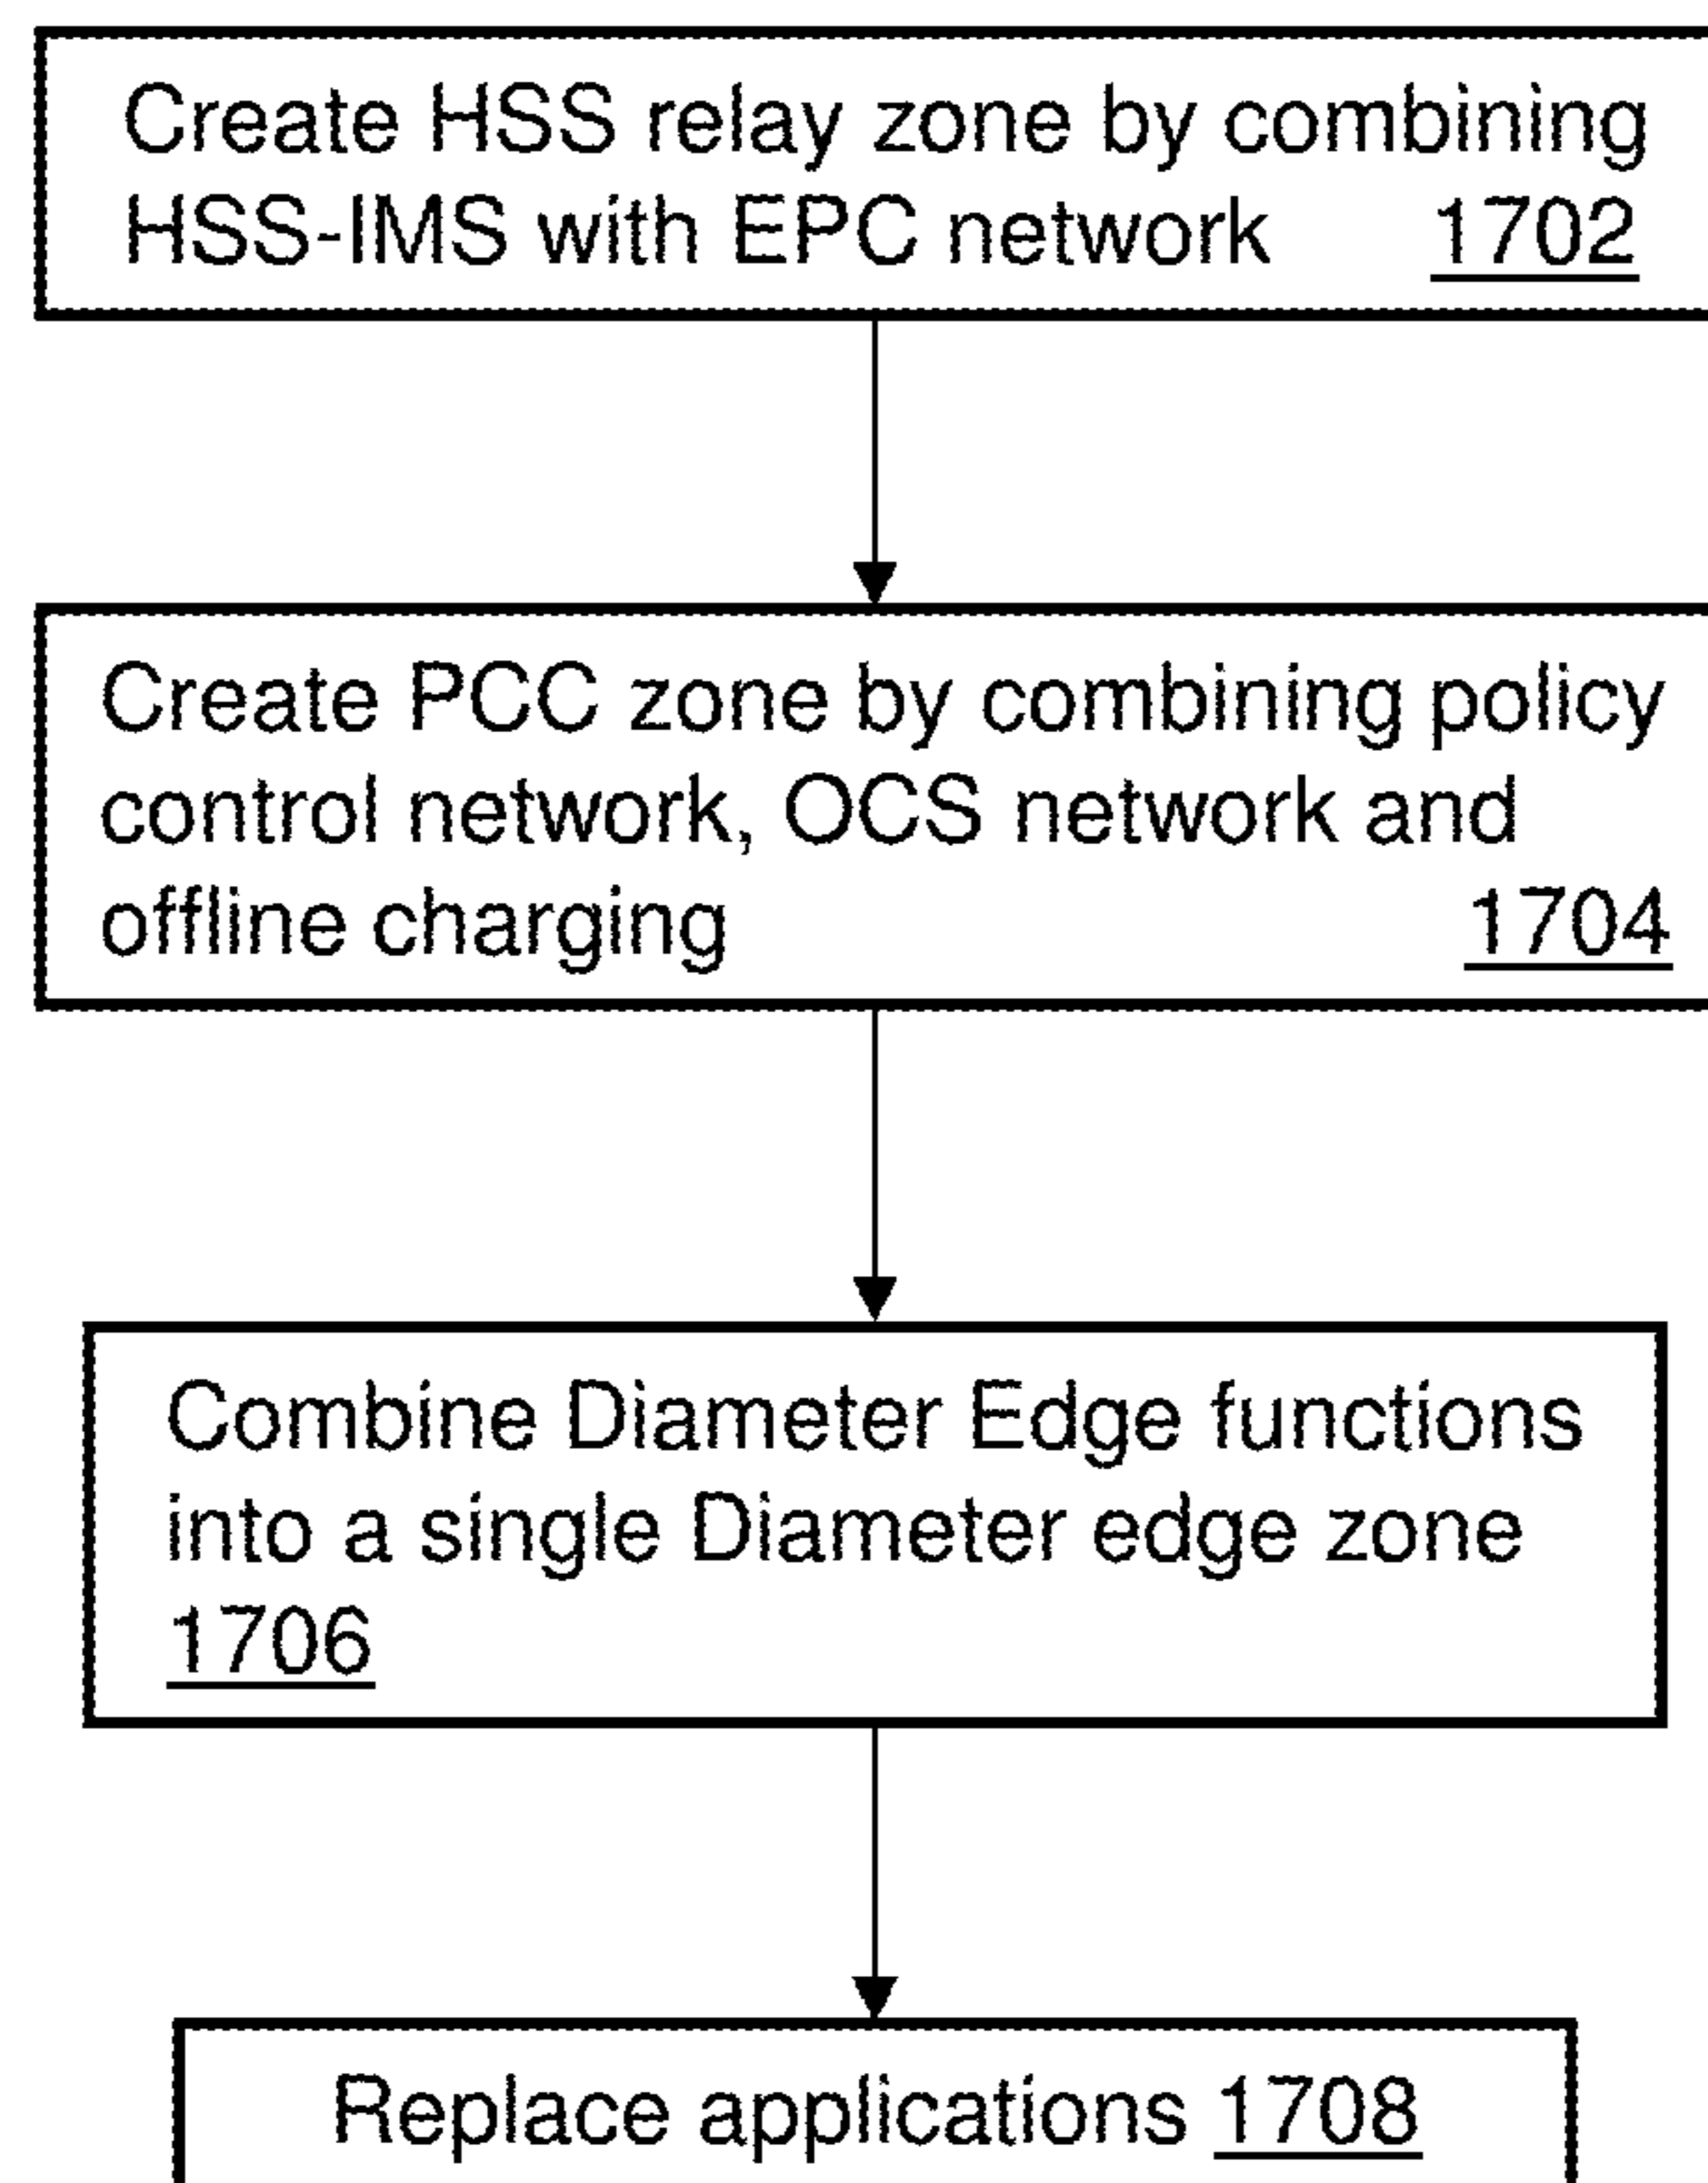 Create HSS relay zone by combining
HSS-IMS with EPC network 1702
Create PCC zone by combining policy
control network, OCS network and
offline charging 1704
Combine Diameter Edge functions
into a single Diameter edge zone
1706
Replace applications 1708